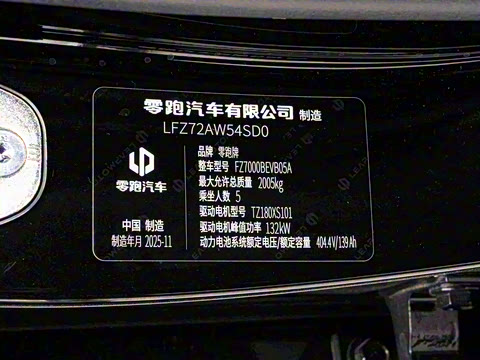 零跑汽车有限公司 制造
LFZ72AW54SD0
品牌 零跑牌
整车型号 FZ7000BEVB05A
最大允许总质量 2005kg
乘坐人数 5
驱动电机型号 TZ180XS101
驱动电机峰值功率 132kW
动力电池系统额定电压/额定容量 404.4V/139Ah
零跑汽车
中国 制造
制造年月 2025-11